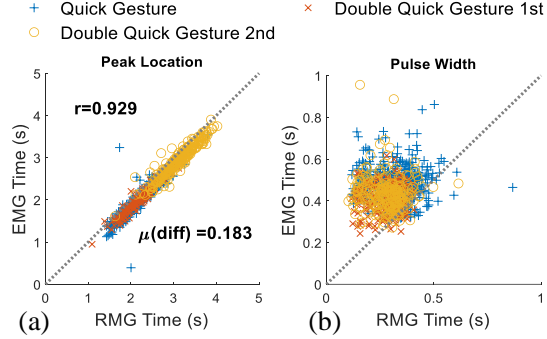 Quick Gesture
Double Quick Gesture 1st
Double Quick Gesture 2nd
Peak Location
r=0.929
μ(diff) =0.183
EMG Time (s)
5
4
3
2
1
0
0 1 2 3 4 5
RMG Time (s)
(a)
Pulse Width
EMG Time (s)
1
0.8
0.6
0.4
0.2
0
0 0.5 1
RMG Time (s)
(b)